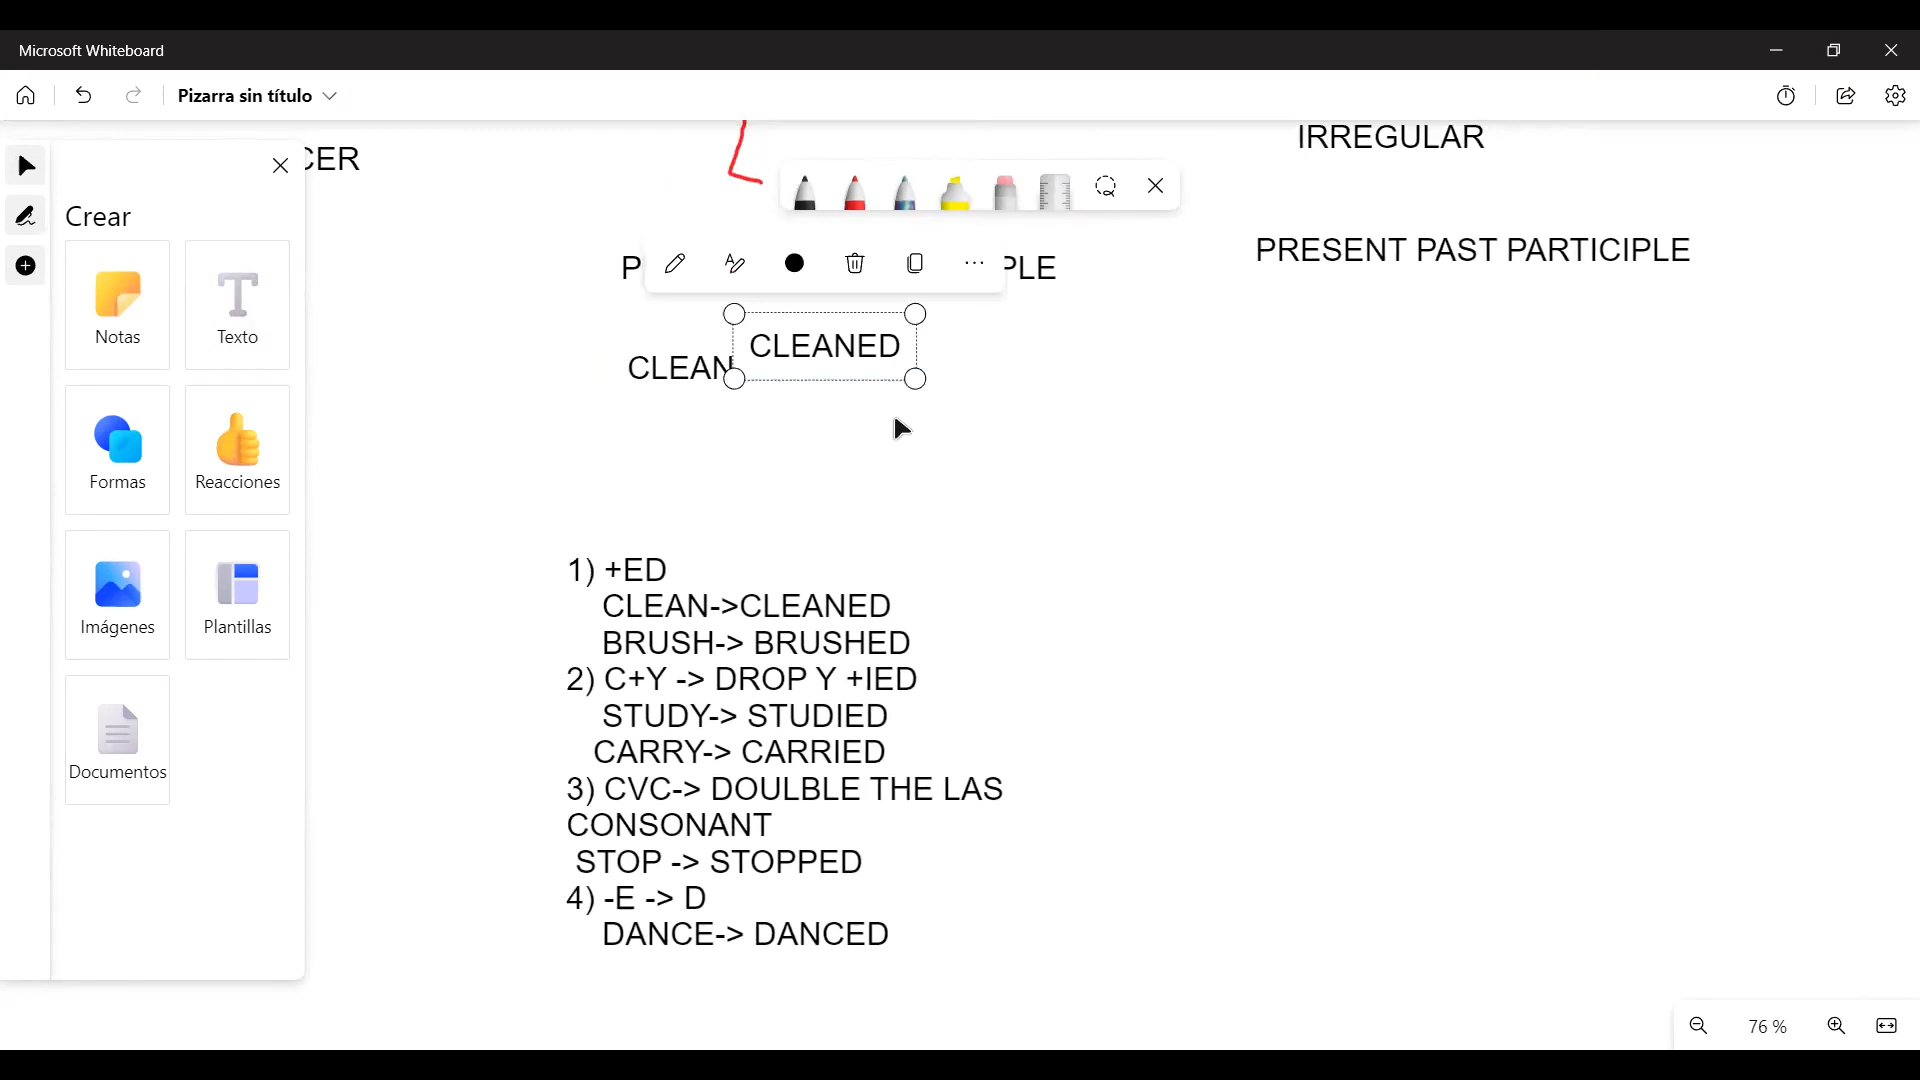 Microsoft Whiteboard
Pizarra sin título
CER
IRREGULAR
Crear
Notas
Texto
Formas
Reacciones
Imágenes
Plantillas
Documentos
P
PLE
PRESENT PAST PARTICIPLE
CLEANED
CLEAN
1) +ED
CLEAN->CLEANED
BRUSH-> BRUSHED
2) C+Y -> DROP Y +IED
STUDY-> STUDIED
CARRY-> CARRIED
3) CVC-> DOULBLE THE LAS
CONSONANT
STOP -> STOPPED
4) -E -> D
DANCE-> DANCED
76 %